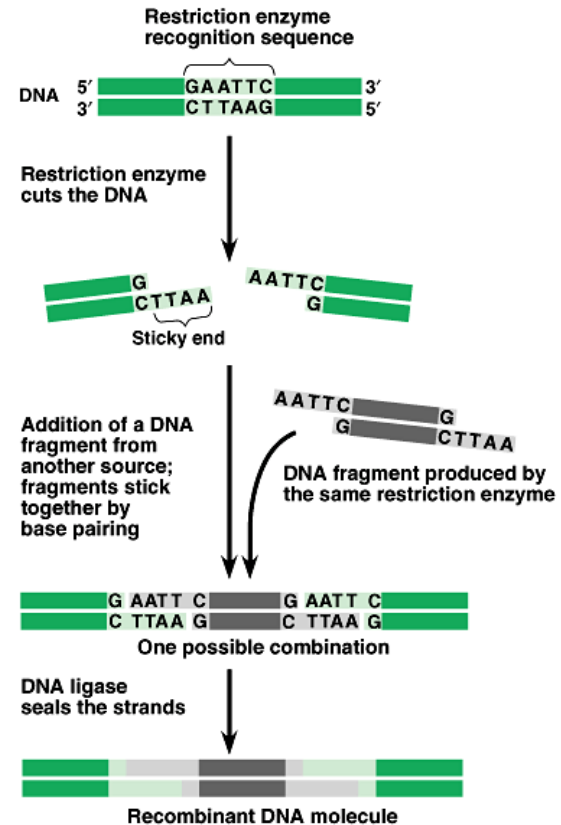 Restriction enzyme
recognition sequence
DNA
5′ GAATTC 3′
3′ CTTAAG 5′
Restriction enzyme
cuts the DNA
G
CTTAA
AATTC
G
Sticky end
Addition of a DNA
fragment from
another source;
fragments stick
together by
base pairing
AATTC G
G CTTAA
DNA fragment produced by
the same restriction enzyme
G AATT C G AATT C
C TTAA G C TTAA G
One possible combination
DNA ligase
seals the strands
Recombinant DNA molecule